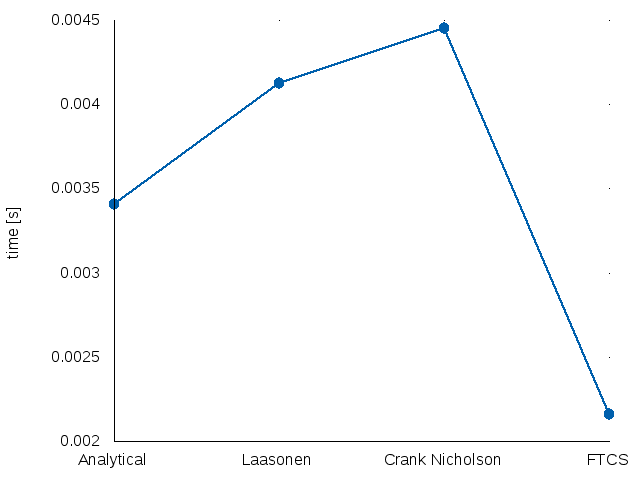 0.0045
0.004
0.0035
0.003
0.0025
0.002
time [s]
Analytical
Laasonen
Crank Nicholson
FTCS